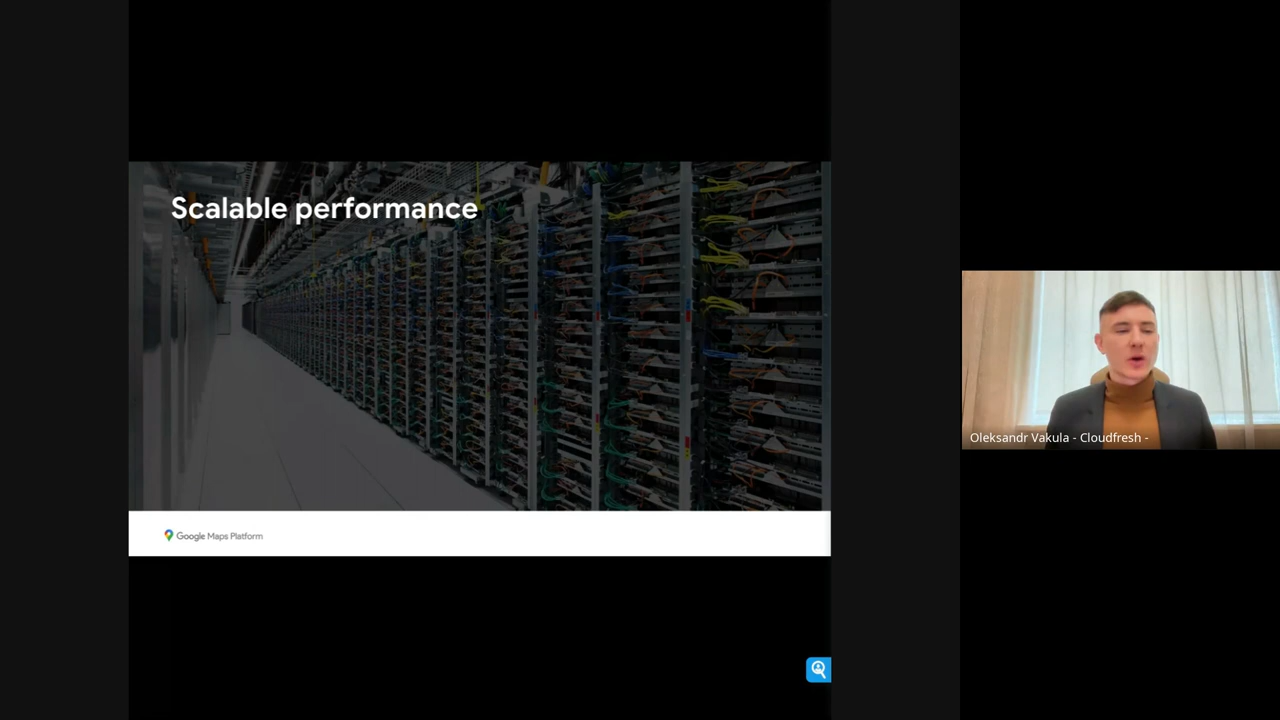 Scalable performance
Google Maps Platform
Oleksandr Vakula - Cloudfresh -